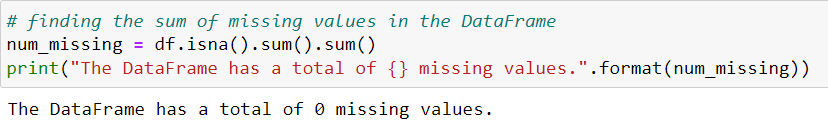 # finding the sum of missing values in the DataFrame
num_missing = df.isna().sum().sum()
print("The DataFrame has a total of {} missing values.".format(num_missing))
The DataFrame has a total of 0 missing values.